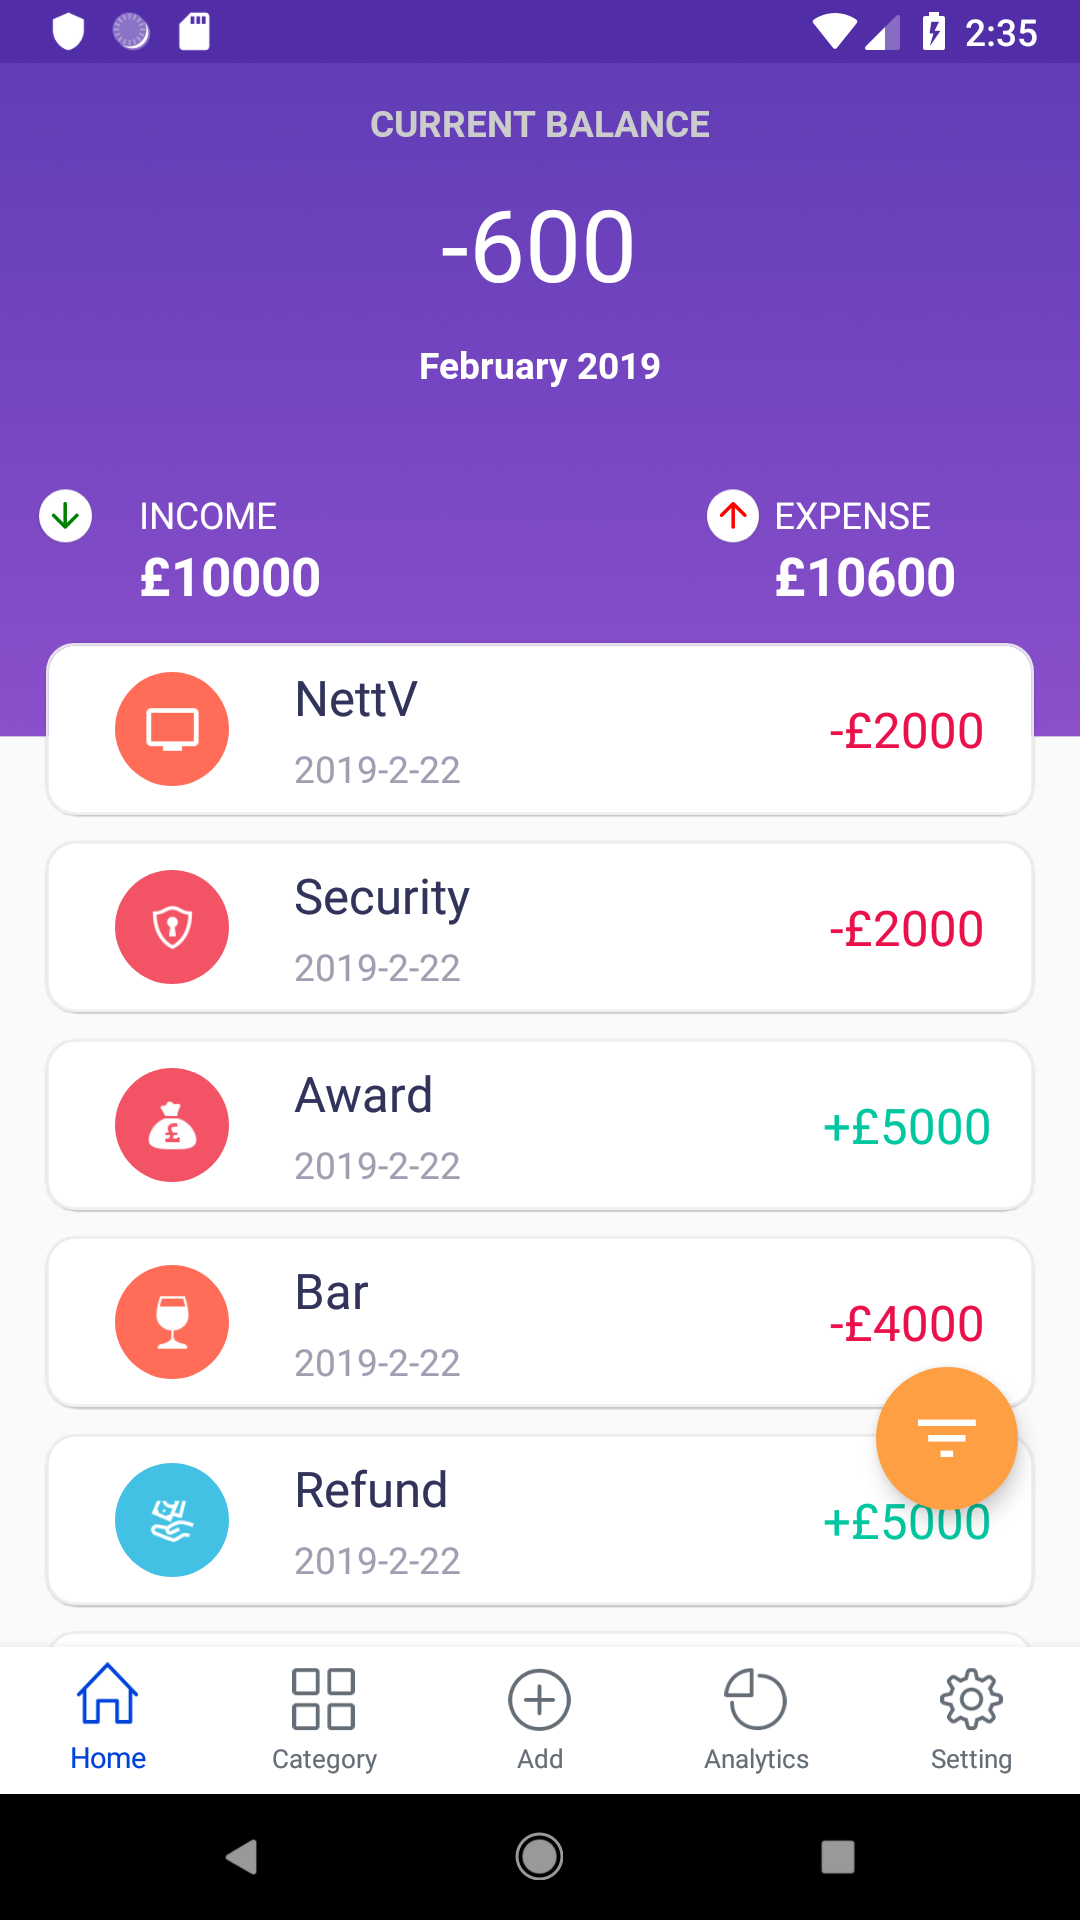 2:35
CURRENT BALANCE
-600
February 2019
INCOME
£10000
EXPENSE
£10600
NettV
2019-2-22
-£2000
Security
2019-2-22
-£2000
Award
2019-2-22
+£5000
£
Bar
2019-2-22
-£4000
Refund
2019-2-22
+£5000
Home
Category
Add
Analytics
Setting